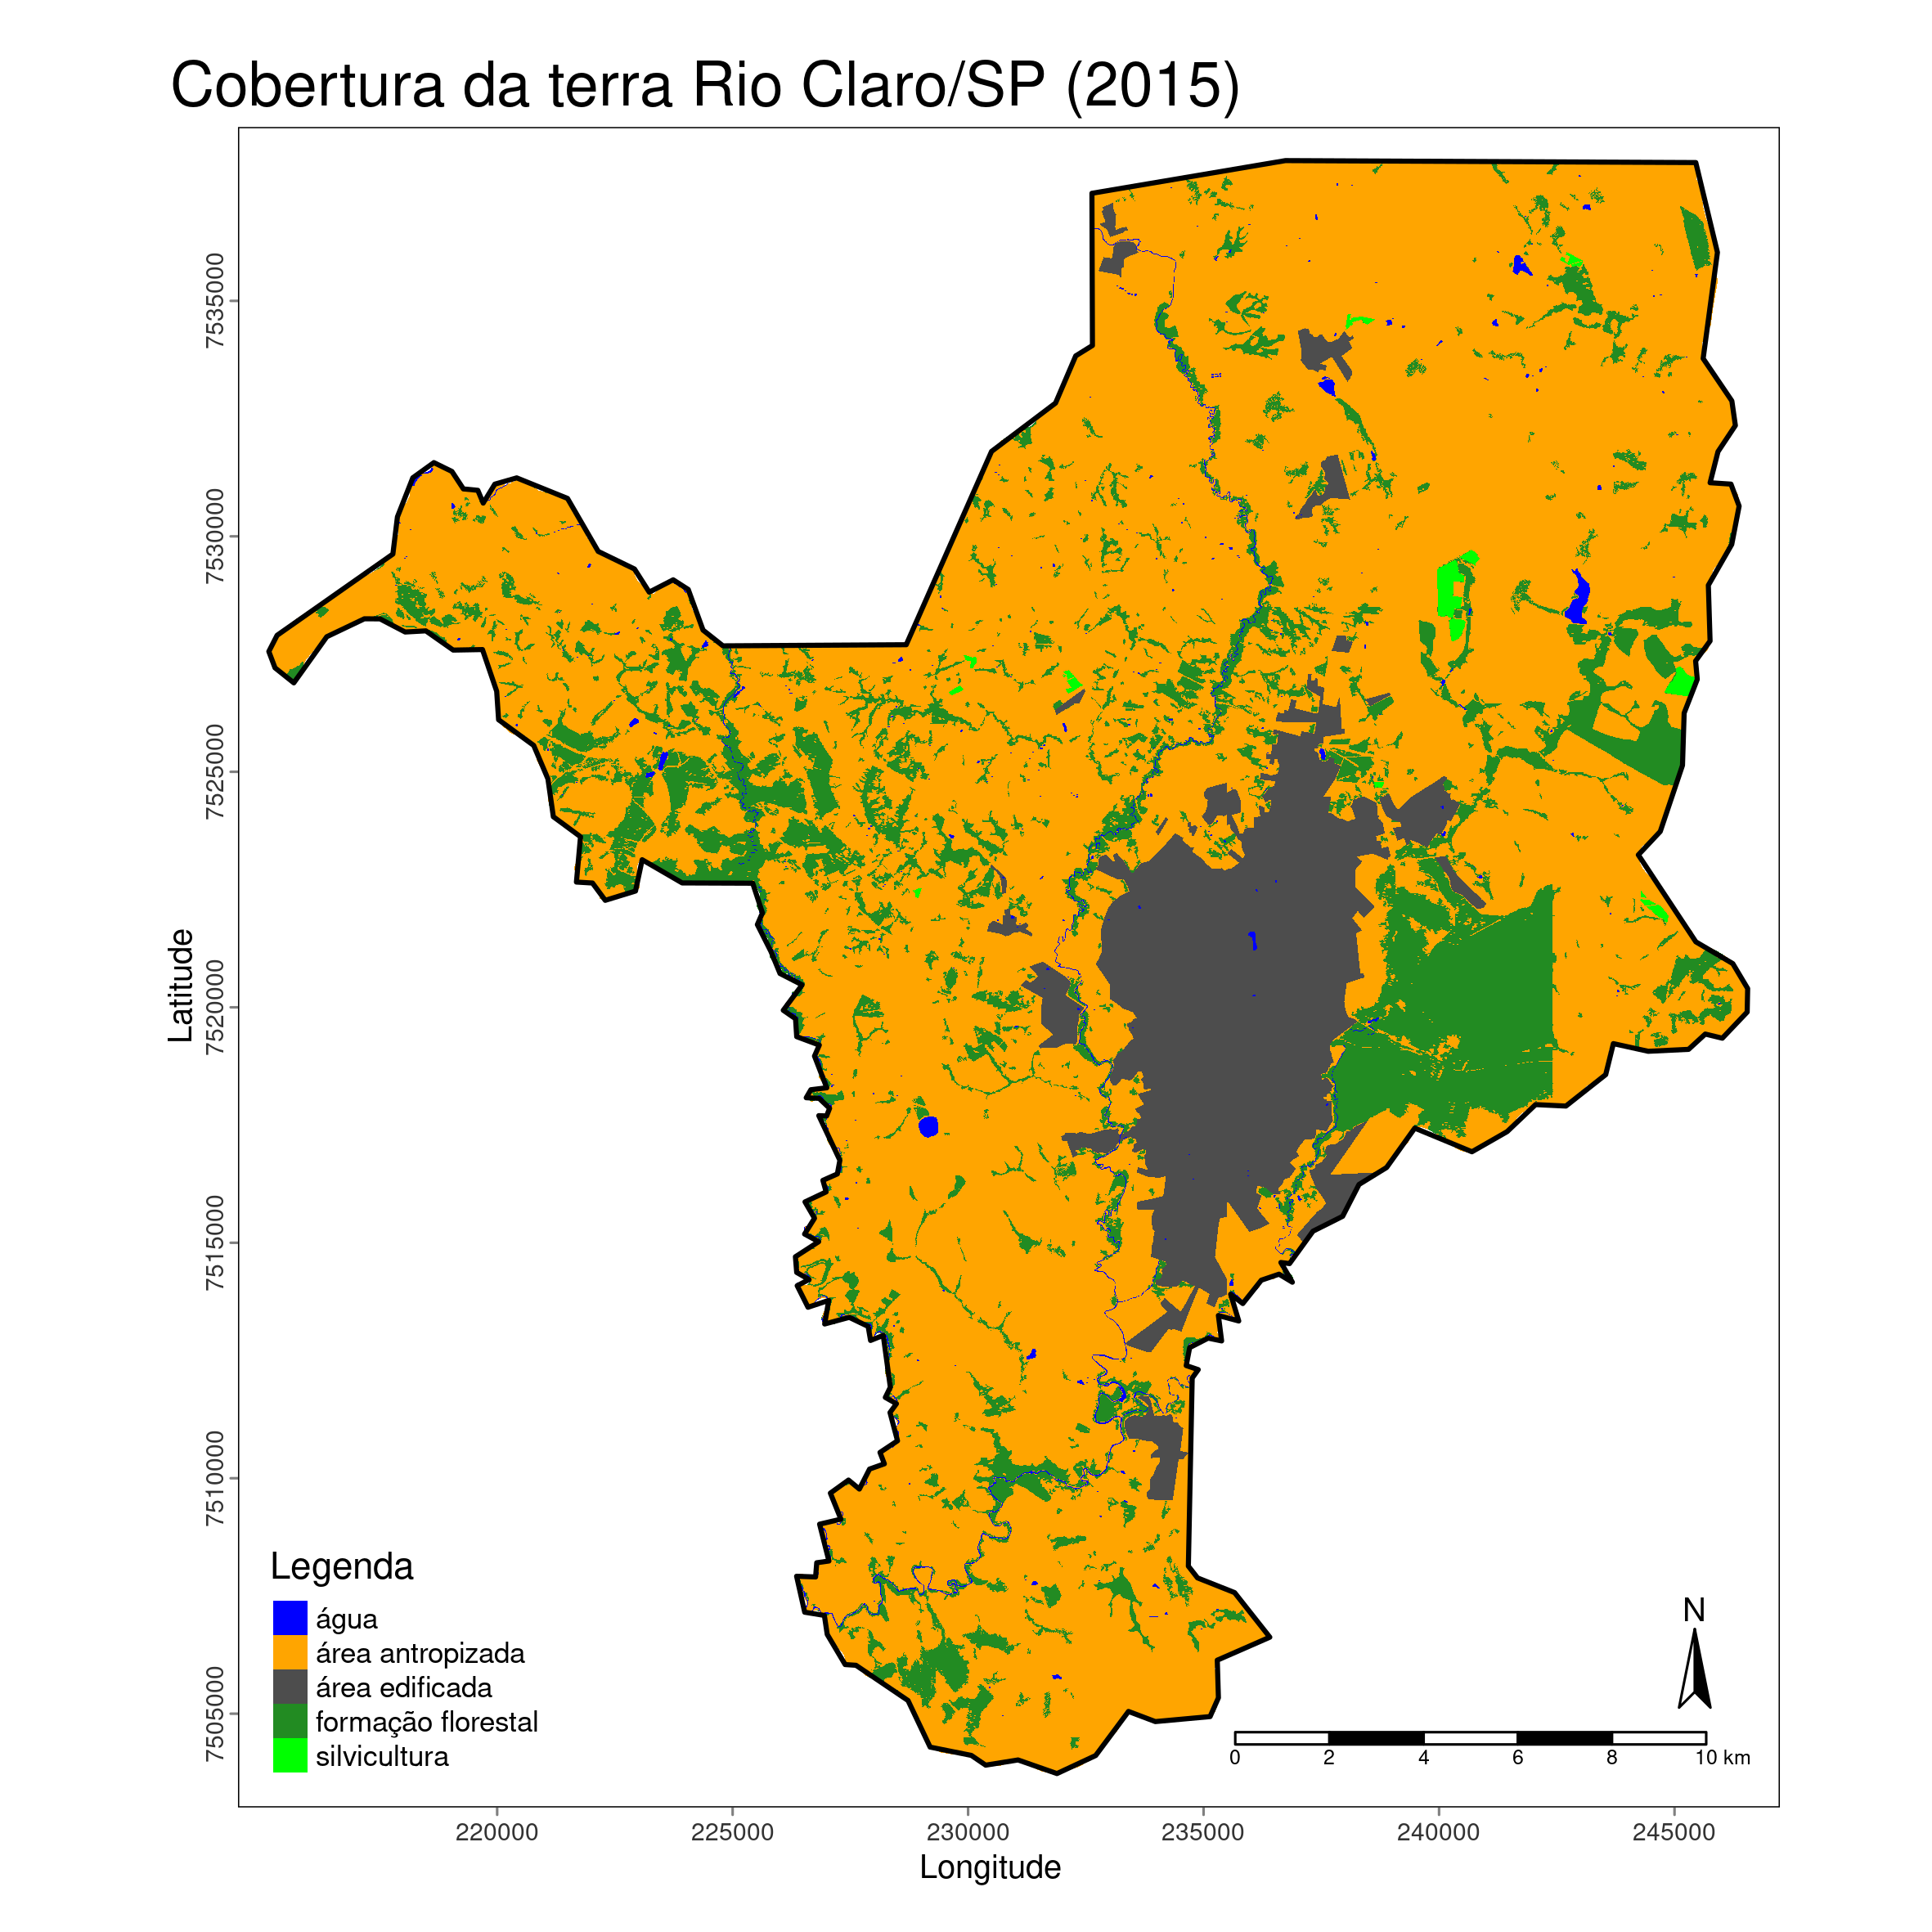 Cobertura da terra Rio Claro/SP (2015)
Latitude
7535000
7530000
7525000
7520000
7515000
7510000
7505000
Legenda
água
área antropizada
área edificada
formação florestal
silvicultura
N
0 2 4 6 8 10 km
220000 225000 230000 235000 240000 245000
Longitude